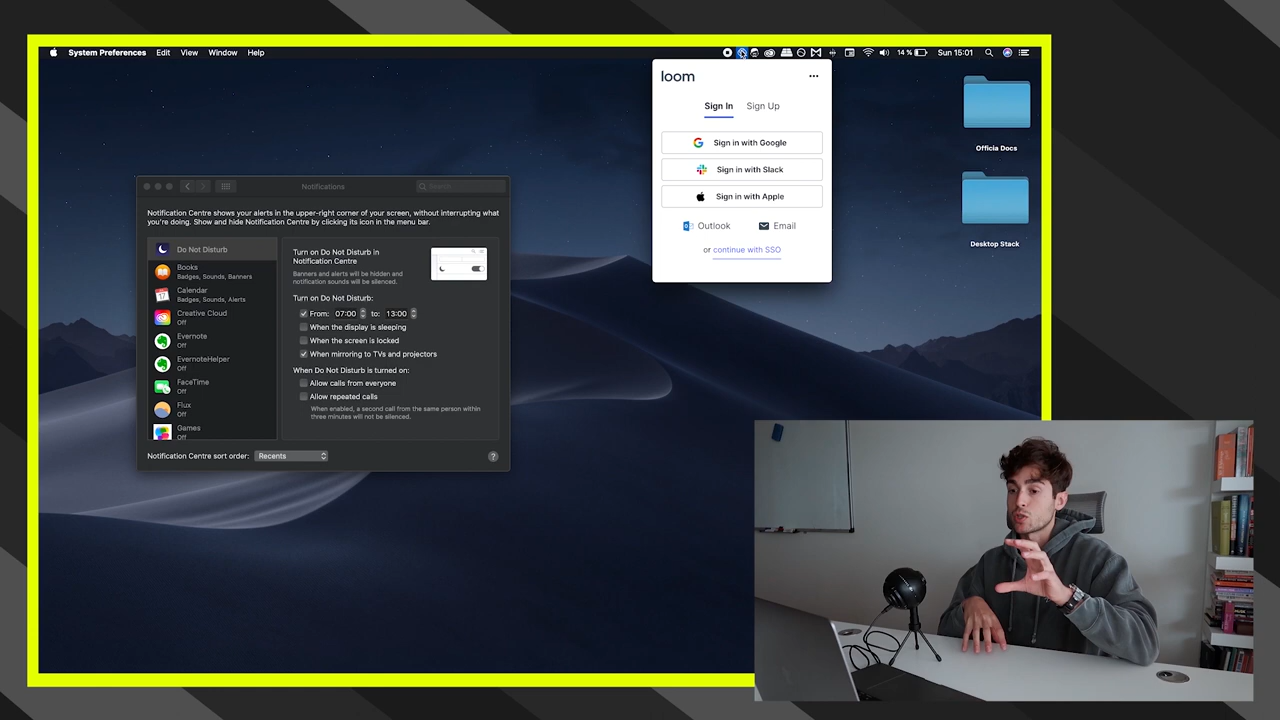 System Preferences Edit View Window Help
14 % Sun 15:01
loom
Sign In Sign Up
Sign in with Google
Sign in with Slack
Sign in with Apple
Outlook Email
or continue with SSO
Officia Docs
Desktop Stack
Notifications
Search
Notification Centre shows your alerts in the upper-right corner of your screen, without interrupting what
you're doing. Show and hide Notification Centre by clicking its icon in the menu bar.
Do Not Disturb
Books
Badges, Sounds, Banners
Calendar
Badges, Sounds, Alerts
17
Creative Cloud
Off
Evernote
Off
EvernoteHelper
Off
FaceTime
Off
Flux
Off
Games
Off
Turn on Do Not Disturb in
Notification Centre
Banners and alerts will be hidden and
notification sounds will be silenced.
Turn on Do Not Disturb:
From: 07:00 to: 13:00
When the display is sleeping
When the screen is locked
When mirroring to TVs and projectors
When Do Not Disturb is turned on:
Allow calls from everyone
Allow repeated calls
When enabled, a second call from the same person within
three minutes will not be silenced.
Notification Centre sort order: Recents
?